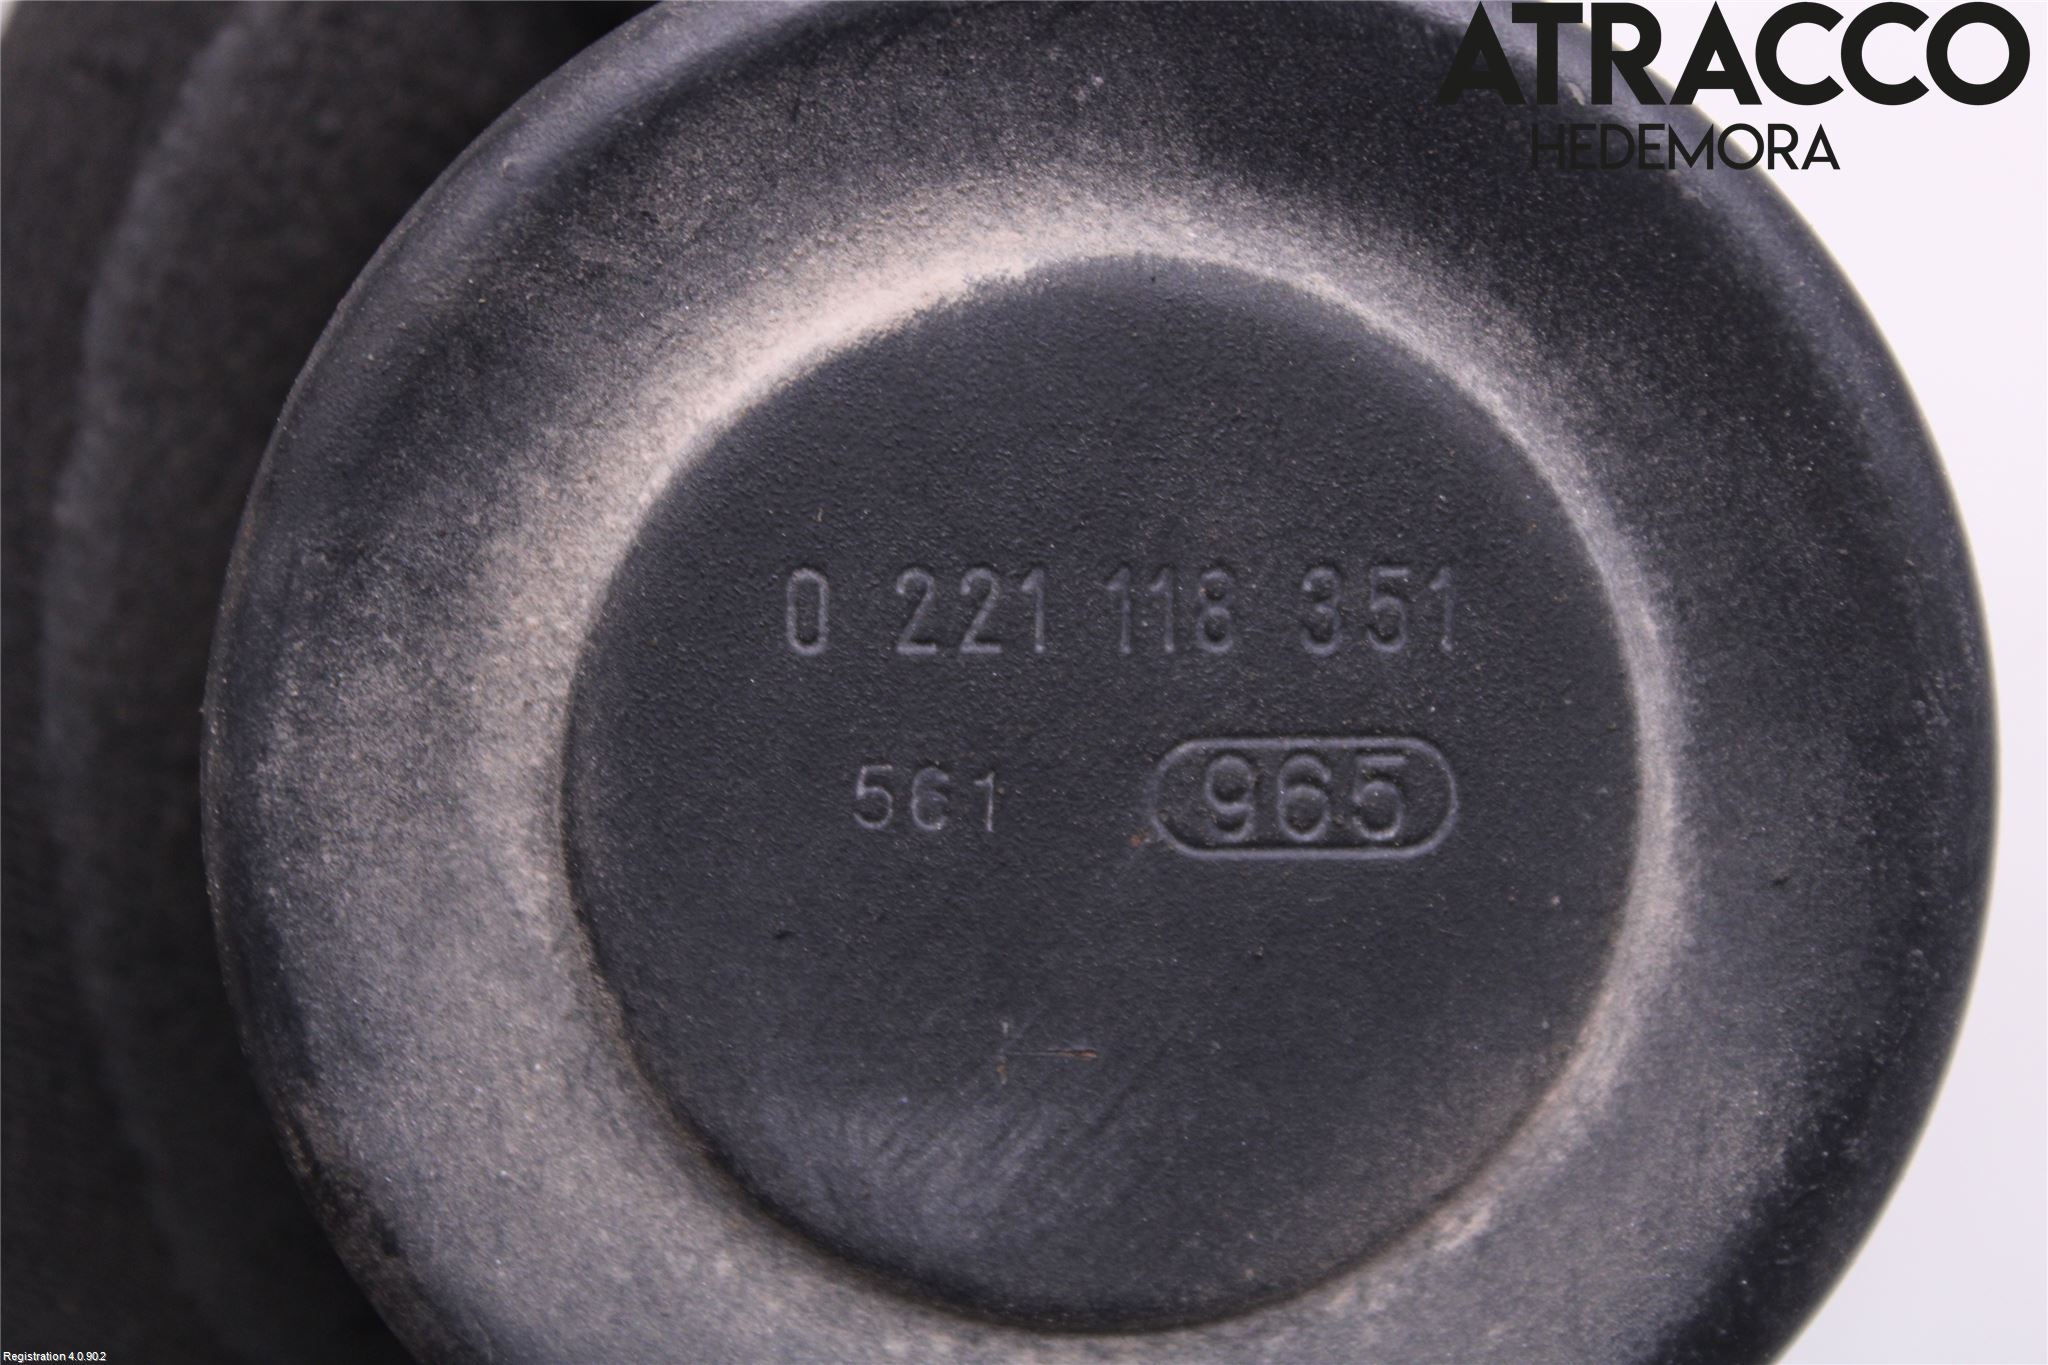 ATRACCO
HEDEMORA
0 221 118 351
561 965
Registration 4.0.90.2